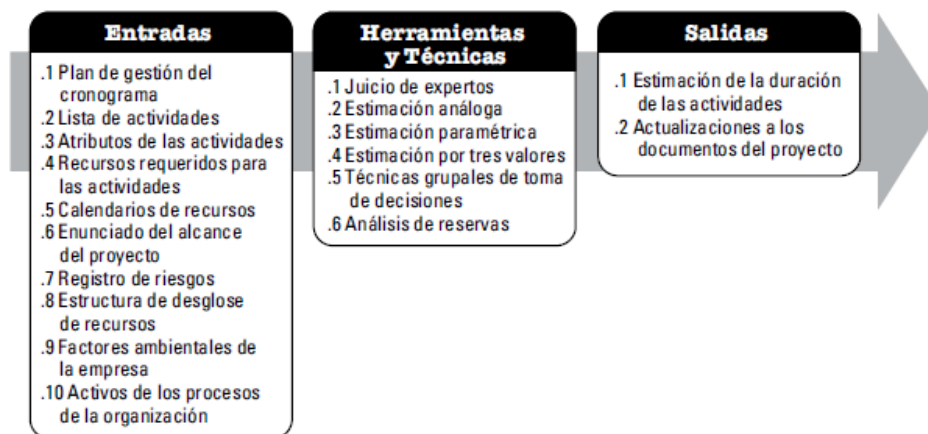 Entradas
.1 Plan de gestión del
cronograma
.2 Lista de actividades
.3 Atributos de las actividades
.4 Recursos requeridos para
las actividades
.5 Calendarios de recursos
.6 Enunciado del alcance
del proyecto
.7 Registro de riesgos
.8 Estructura de desglose
de recursos
.9 Factores ambientales de
la empresa
.10 Activos de los procesos
de la organización
Herramientas
y Técnicas
.1 Juicio de expertos
.2 Estimación análoga
.3 Estimación paramétrica
.4 Estimación por tres valores
.5 Técnicas grupales de toma
de decisiones
.6 Análisis de reservas
Salidas
.1 Estimación de la duración
de las actividades
.2 Actualizaciones a los
documentos del proyecto